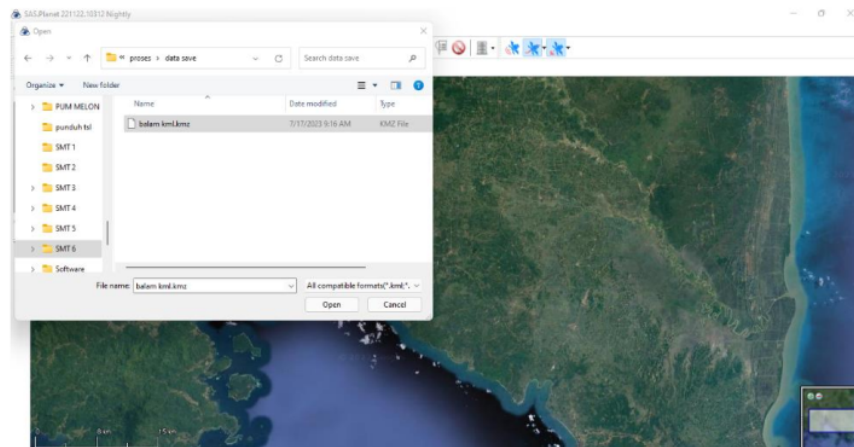 SAS.Planet 221122.10312 Nightly
Open
proses > data save
Search data save
Organize
New folder
Name
Date modified
Type
PUM MELON
punduh tsl
SMT 1
SMT 2
SMT 3
SMT 4
SMT 5
SMT 6
Software
balam kml.kmz
7/17/2023 9:16 AM
KMZ File
File name:
balam kml.kmz
All compatible formats(*.kml;*.
Open
Cancel